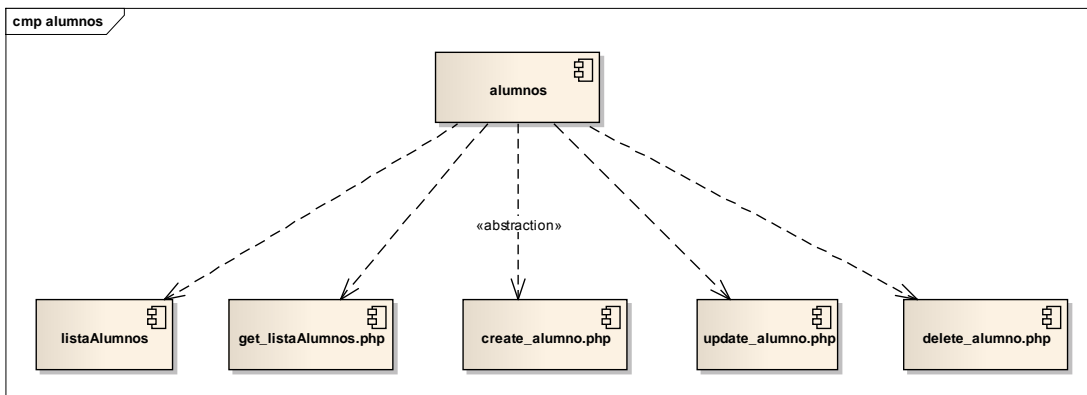 cmp alumnos
alumnos
«abstraction»
listaAlumnos
get_listaAlumnos.php
create_alumno.php
update_alumno.php
delete_alumno.php